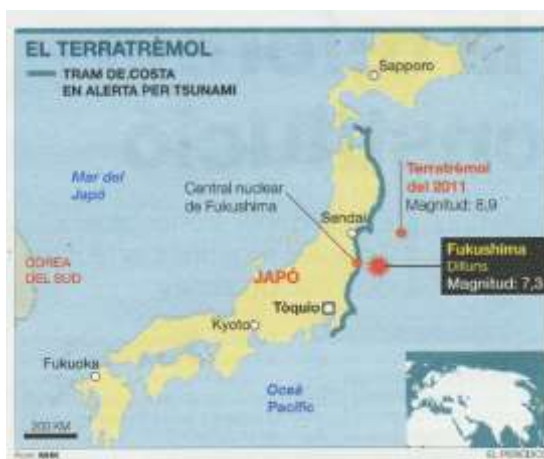 EL TERRATRÈMOL
TRAM DE COSTA
EN ALERTA PER TSUNAMI
Sapporo
Mar del
Japó
Central nuclear
de Fukushima
Terratrèmol
del 2011
Magnitud: 8,9
Sendai
Fukushima
Dilluns
Magnitud: 7,3
COREA
DEL SUD
JAPÓ
Tòquio
Kyoto
Fukuoka
Oceà
Pacífic
200 KM
EL PERIÓDICO